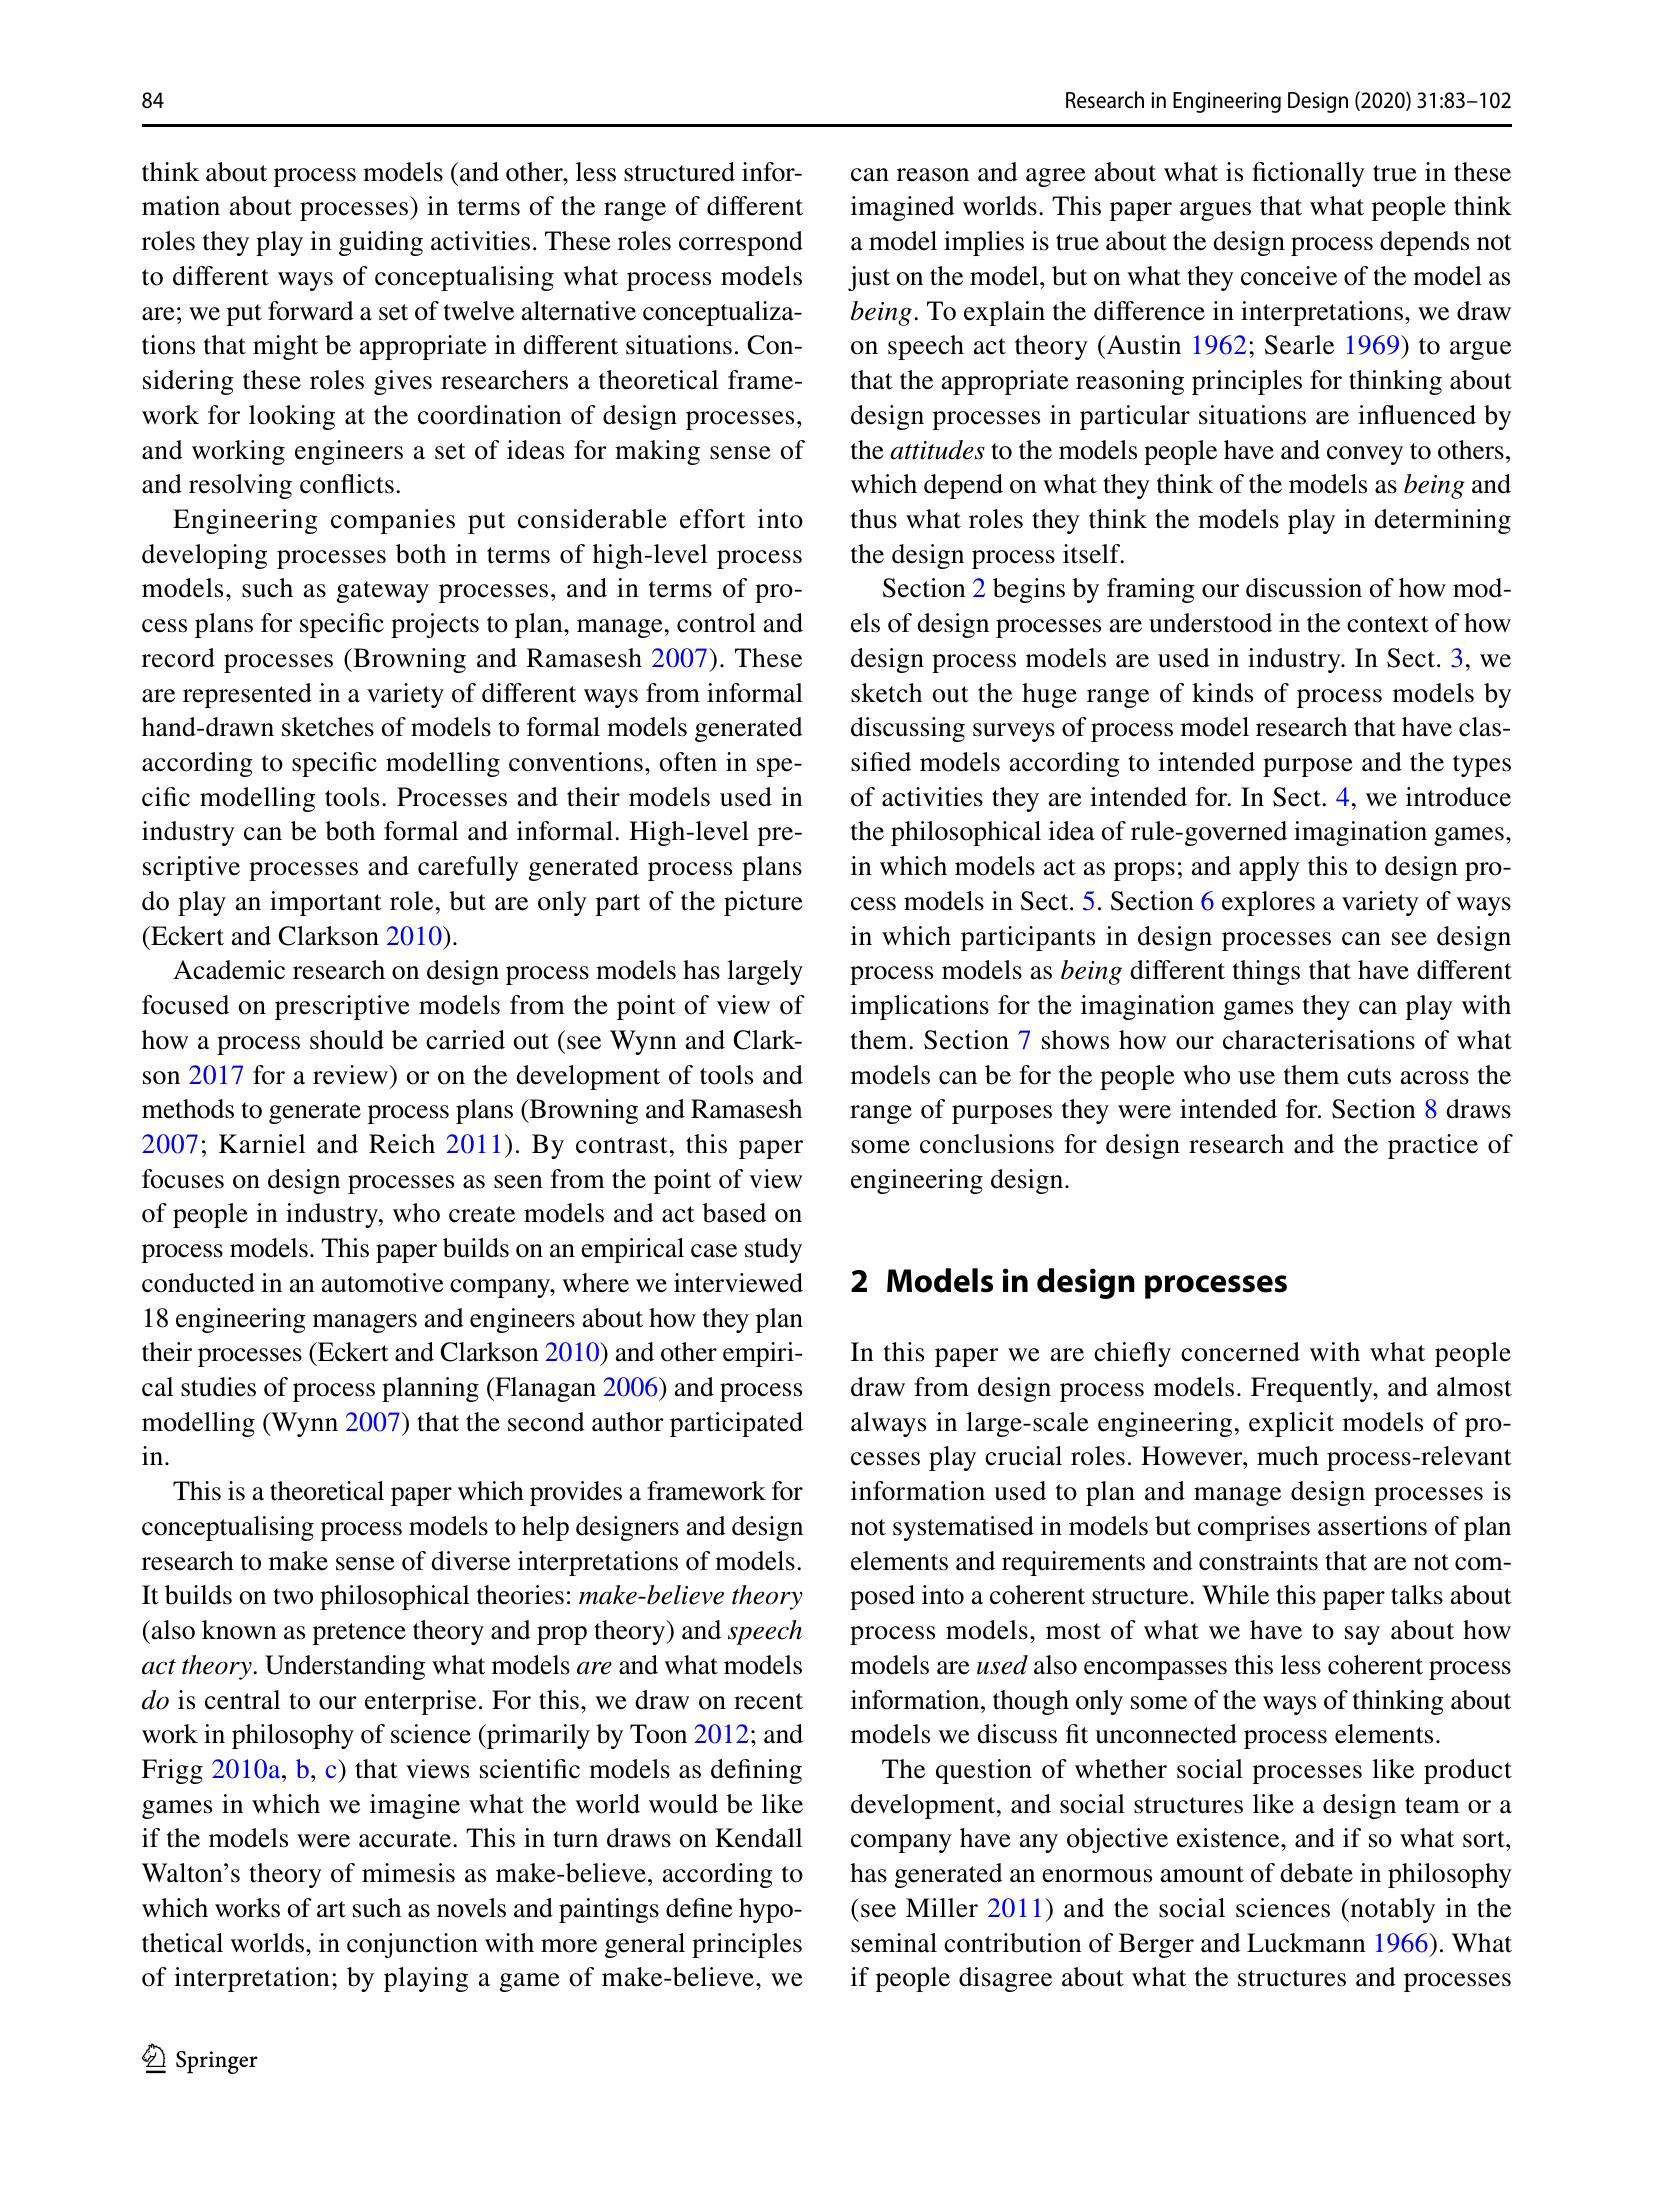 84
Research in Engineering Design (2020) 31:83–102
think about process models (and other, less structured infor-
mation about processes) in terms of the range of different
roles they play in guiding activities. These roles correspond
to different ways of conceptualising what process models
are; we put forward a set of twelve alternative conceptualiza-
tions that might be appropriate in different situations. Con-
sidering these roles gives researchers a theoretical frame-
work for looking at the coordination of design processes,
and working engineers a set of ideas for making sense of
and resolving conflicts.
Engineering companies put considerable effort into
developing processes both in terms of high-level process
models, such as gateway processes, and in terms of pro-
cess plans for specific projects to plan, manage, control and
record processes (Browning and Ramasesh 2007). These
are represented in a variety of different ways from informal
hand-drawn sketches of models to formal models generated
according to specific modelling conventions, often in spe-
cific modelling tools. Processes and their models used in
industry can be both formal and informal. High-level pre-
scriptive processes and carefully generated process plans
do play an important role, but are only part of the picture
(Eckert and Clarkson 2010).
Academic research on design process models has largely
focused on prescriptive models from the point of view of
how a process should be carried out (see Wynn and Clark-
son 2017 for a review) or on the development of tools and
methods to generate process plans (Browning and Ramasesh
2007; Karniel and Reich 2011). By contrast, this paper
focuses on design processes as seen from the point of view
of people in industry, who create models and act based on
process models. This paper builds on an empirical case study
conducted in an automotive company, where we interviewed
18 engineering managers and engineers about how they plan
their processes (Eckert and Clarkson 2010) and other empiri-
cal studies of process planning (Flanagan 2006) and process
modelling (Wynn 2007) that the second author participated
in.
This is a theoretical paper which provides a framework for
conceptualising process models to help designers and design
research to make sense of diverse interpretations of models.
It builds on two philosophical theories: make-believe theory
(also known as pretence theory and prop theory) and speech
act theory. Understanding what models are and what models
do is central to our enterprise. For this, we draw on recent
work in philosophy of science (primarily by Toon 2012; and
Frigg 2010a, b, c) that views scientific models as defining
games in which we imagine what the world would be like
if the models were accurate. This in turn draws on Kendall
Walton's theory of mimesis as make-believe, according to
which works of art such as novels and paintings define hypo-
thetical worlds, in conjunction with more general principles
of interpretation; by playing a game of make-believe, we
can reason and agree about what is fictionally true in these
imagined worlds. This paper argues that what people think
a model implies is true about the design process depends not
just on the model, but on what they conceive of the model as
being. To explain the difference in interpretations, we draw
on speech act theory (Austin 1962; Searle 1969) to argue
that the appropriate reasoning principles for thinking about
design processes in particular situations are influenced by
the attitudes to the models people have and convey to others,
which depend on what they think of the models as being and
thus what roles they think the models play in determining
the design process itself.
Section 2 begins by framing our discussion of how mod-
els of design processes are understood in the context of how
design process models are used in industry. In Sect. 3, we
sketch out the huge range of kinds of process models by
discussing surveys of process model research that have clas-
sified models according to intended purpose and the types
of activities they are intended for. In Sect. 4, we introduce
the philosophical idea of rule-governed imagination games,
in which models act as props; and apply this to design pro-
cess models in Sect. 5. Section 6 explores a variety of ways
in which participants in design processes can see design
process models as being different things that have different
implications for the imagination games they can play with
them. Section 7 shows how our characterisations of what
models can be for the people who use them cuts across the
range of purposes they were intended for. Section 8 draws
some conclusions for design research and the practice of
engineering design.
2 Models in design processes
In this paper we are chiefly concerned with what people
draw from design process models. Frequently, and almost
always in large-scale engineering, explicit models of pro-
cesses play crucial roles. However, much process-relevant
information used to plan and manage design processes is
not systematised in models but comprises assertions of plan
elements and requirements and constraints that are not com-
posed into a coherent structure. While this paper talks about
process models, most of what we have to say about how
models are used also encompasses this less coherent process
information, though only some of the ways of thinking about
models we discuss fit unconnected process elements.
The question of whether social processes like product
development, and social structures like a design team or a
company have any objective existence, and if so what sort,
has generated an enormous amount of debate in philosophy
(see Miller 2011) and the social sciences (notably in the
seminal contribution of Berger and Luckmann 1966). What
if people disagree about what the structures and processes
Springer